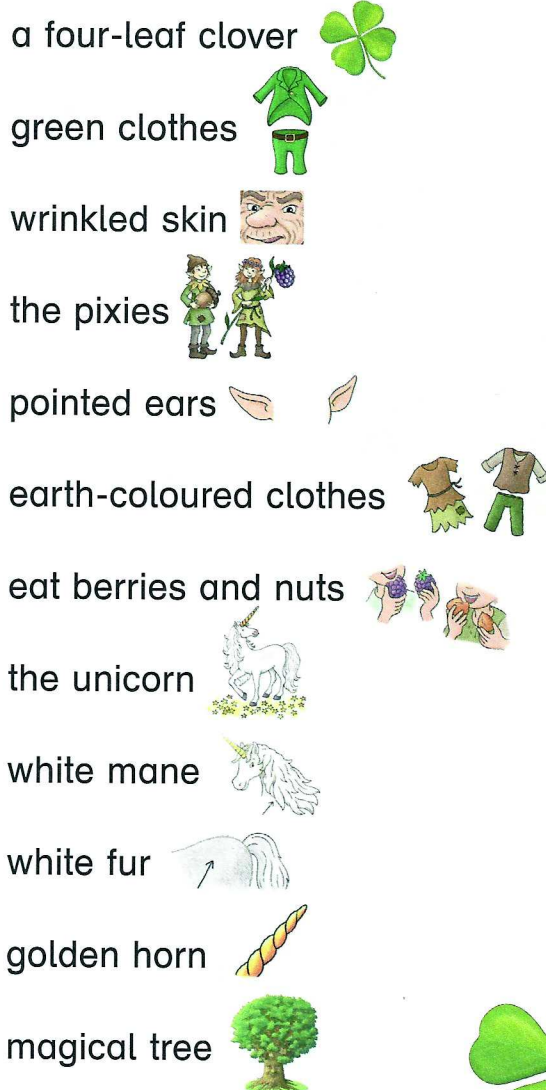 a four-leaf clover
green clothes
wrinkled skin
the pixies
pointed ears
earth-coloured clothes
eat berries and nuts
the unicorn
white mane
white fur
golden horn
magical tree